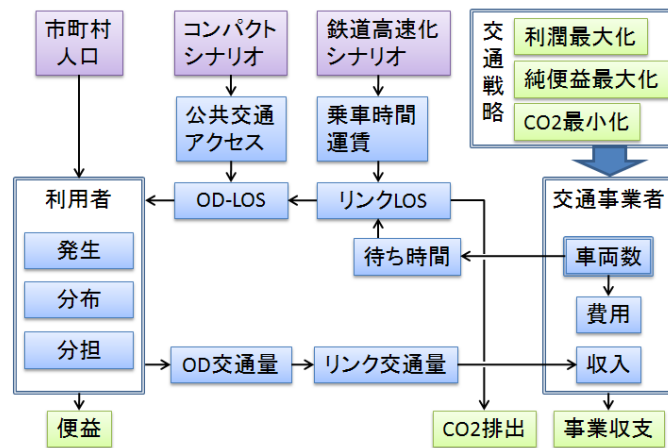 市町村
人口
コンパクト
シナリオ
鉄道高速化
シナリオ
交通戦略
利潤最大化
純便益最大化
CO2最小化
公共交通
アクセス
乗車時間
運賃
利用者
OD-LOS
リンクLOS
交通事業者
発生
待ち時間
車両数
分布
費用
分担
OD交通量
リンク交通量
収入
便益
CO2排出
事業収支